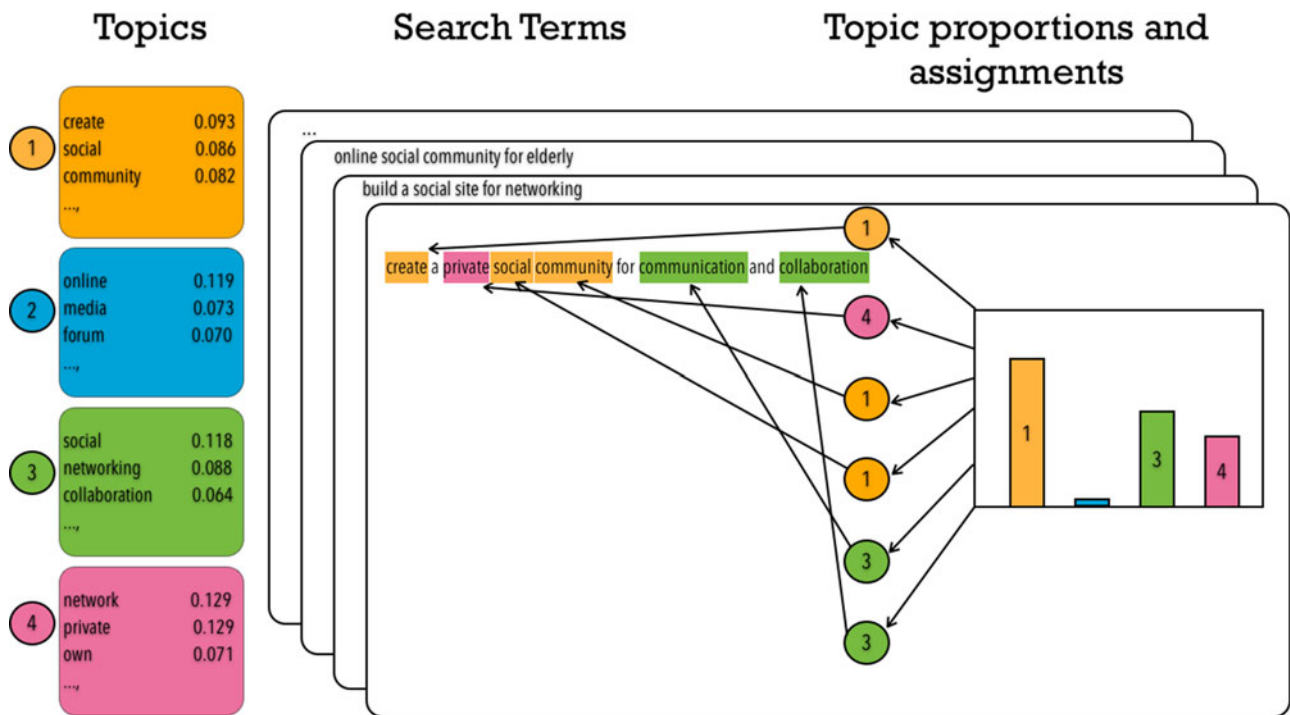 Topics
Search Terms
Topic proportions and
assignments
1
create 0.093
social 0.086
community 0.082
...,
2
online 0.119
media 0.073
forum 0.070
...,
3
social 0.118
networking 0.088
collaboration 0.064
...,
4
network 0.129
private 0.129
own 0.071
...,
...
online social community for elderly
build a social site for networking
create a private social community for communication and collaboration
1
4
1
1
3
3
1
3
4